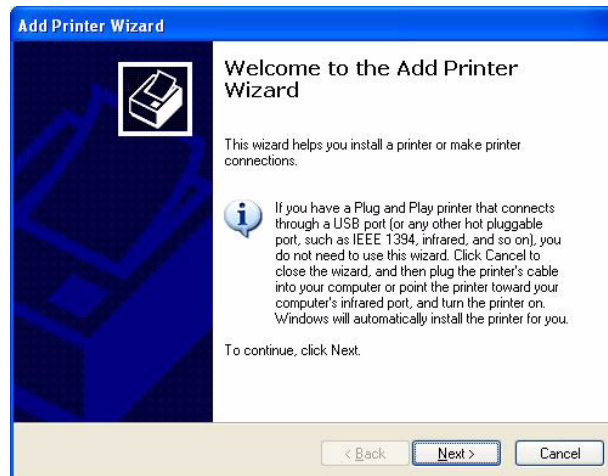 Add Printer Wizard
Welcome to the Add Printer
Wizard
This wizard helps you install a printer or make printer
connections.
If you have a Plug and Play printer that connects
through a USB port (or any other hot pluggable
port, such as IEEE 1394, infrared, and so on), you
do not need to use this wizard. Click Cancel to
close the wizard, and then plug the printer's cable
into your computer or point the printer toward your
computer's infrared port, and turn the printer on.
Windows will automatically install the printer for you.
To continue, click Next.
< Back Next > Cancel